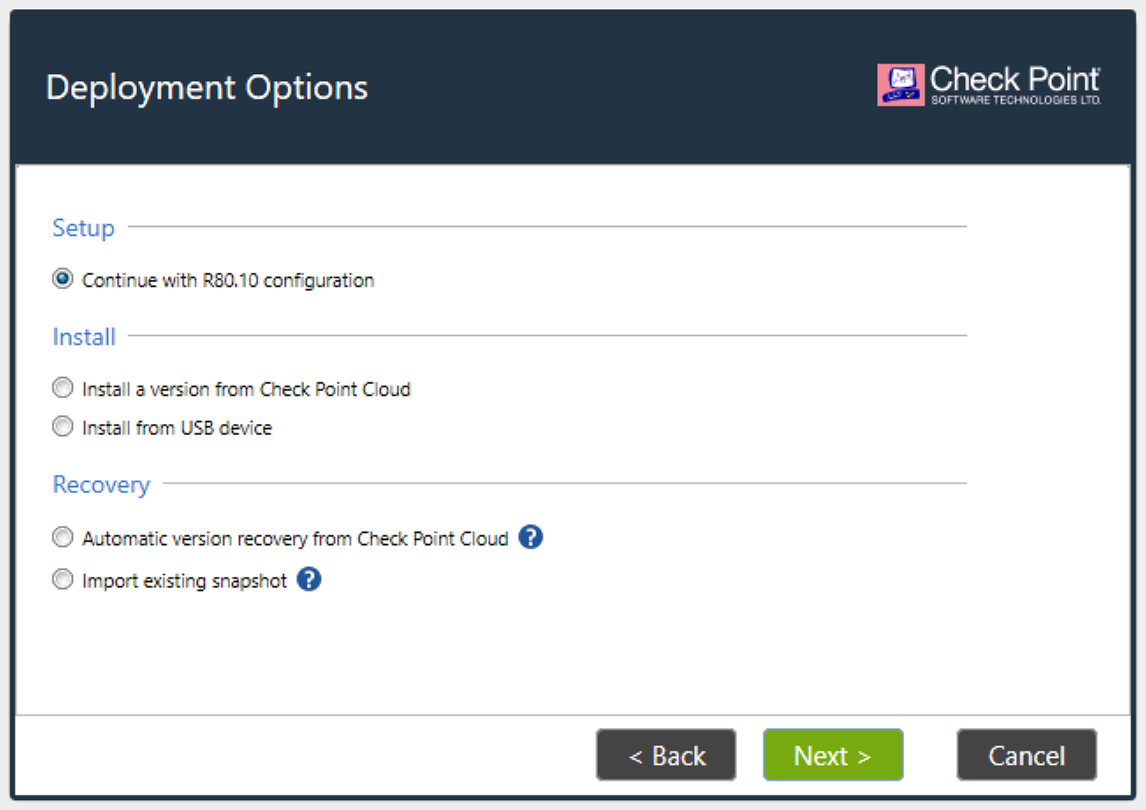 Deployment Options
Check Point
SOFTWARE TECHNOLOGIES LTD.
Setup
Continue with R80.10 configuration
Install
Install a version from Check Point Cloud
Install from USB device
Recovery
Automatic version recovery from Check Point Cloud ?
Import existing snapshot ?
< Back Next > Cancel